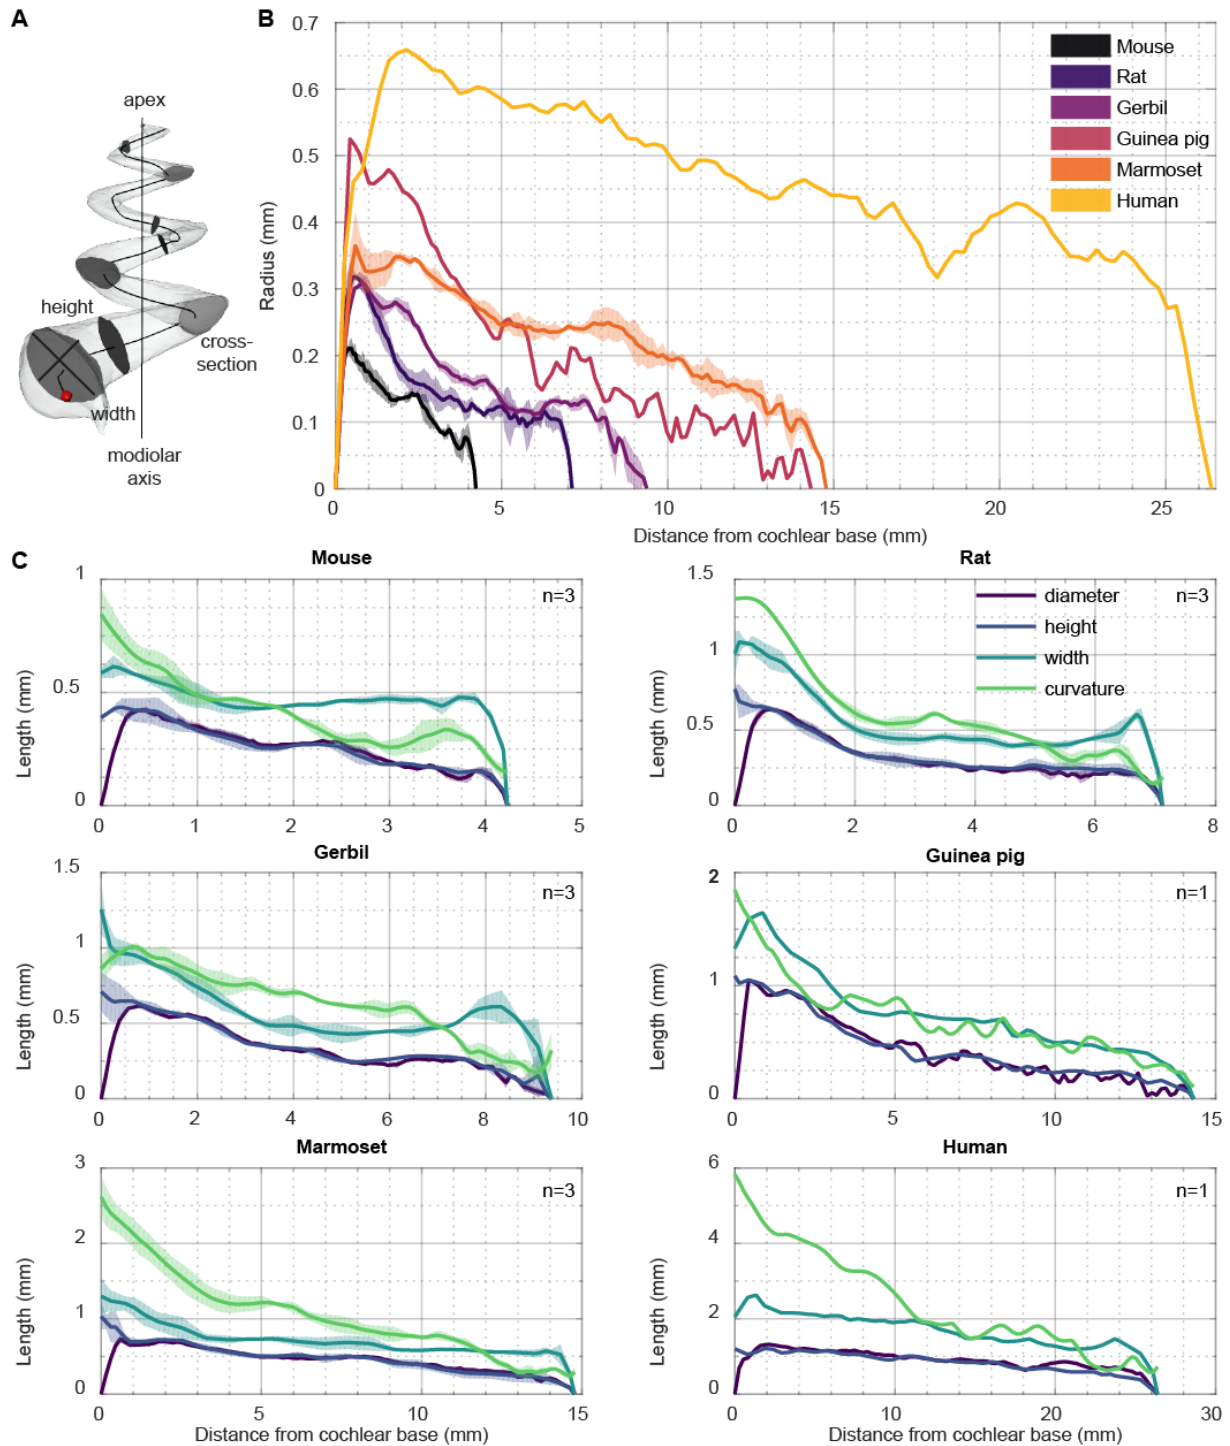 A
apex
height
cross-
section
width
modiolar
axis
B
Radius (mm)
0.7
0.6
0.5
0.4
0.3
0.2
0.1
0
0 5 10 15 20 25
Distance from cochlear base (mm)
Mouse
Rat
Gerbil
Guinea pig
Marmoset
Human
C
Mouse
n=3
Length (mm)
1
0.5
0
0 1 2 3 4 5
Rat
n=3
diameter
height
width
curvature
Length (mm)
1.5
1
0.5
0
0 2 4 6 8
Gerbil
n=3
Length (mm)
1.5
1
0.5
0
0 2 4 6 8 10
Guinea pig
n=1
Length (mm)
2
1
0
0 5 10 15
Marmoset
n=3
Length (mm)
3
2
1
0
0 5 10 15
Distance from cochlear base (mm)
Human
n=1
Length (mm)
6
4
2
0
0 10 20 30
Distance from cochlear base (mm)